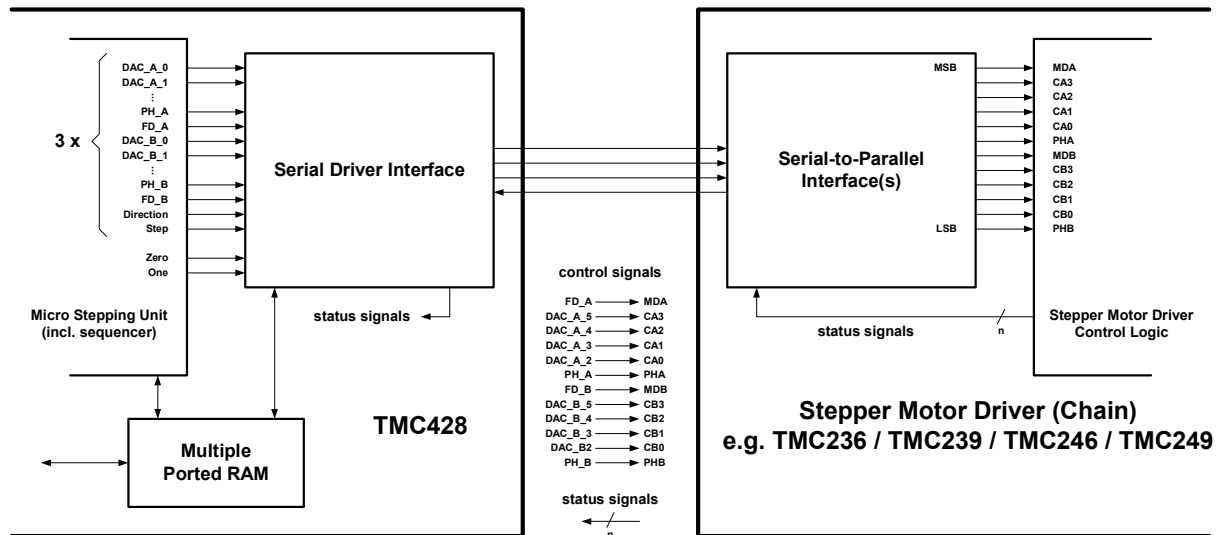 DAC_A_0
DAC_A_1
...
PH_A
FD_A
DAC_B_0
DAC_B_1
...
PH_B
FD_B
Direction
Step
3 x
Zero
One
Micro Stepping Unit
(incl. sequencer)
Serial Driver Interface
status signals
Multiple
Ported RAM
TMC428
control signals
FD_A MDA
DAC_A_5 CA3
DAC_A_4 CA2
DAC_A_3 CA1
DAC_A_2 CA0
PH_A PHA
FD_B MDB
DAC_B_5 CB3
DAC_B_4 CB2
DAC_B_3 CB1
DAC_B2 CB0
PH_B PHB
status signals
n
Serial-to-Parallel
Interface(s)
MSB
LSB
MDA
CA3
CA2
CA1
CA0
PHA
MDB
CB3
CB2
CB1
CB0
PHB
status signals
n
Stepper Motor Driver
Control Logic
Stepper Motor Driver (Chain)
e.g. TMC236 / TMC239 / TMC246 / TMC249